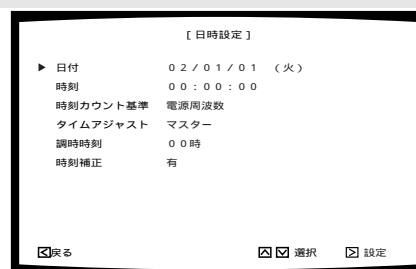 [日時設定]
▶ 日付 02/01/01 (火)
時刻 00:00:00
時刻カウント基準 電源周波数
タイムアジャスト マスター
調時時刻 00時
時刻補正 有
戻る 選択 設定